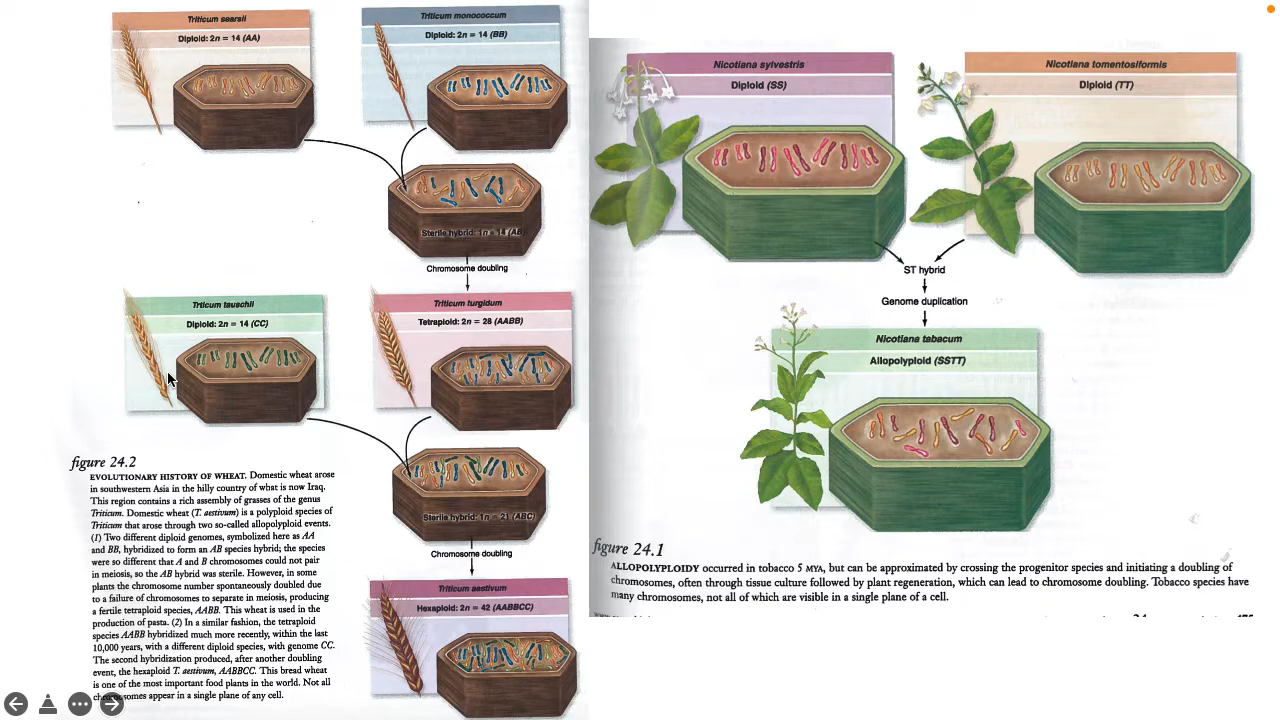 Triticum searsii
Diploid: 2n = 14 (AA)
Triticum monococcum
Diploid: 2n = 14 (BB)
Sterile hybrid: 1n = 14 (AB)
Chromosome doubling
Triticum tauschii
Diploid: 2n = 14 (CC)
Triticum turgidum
Tetraploid: 2n = 28 (AABB)
Sterile hybrid: 1n = 21 (ABC)
Chromosome doubling
Triticum aestivum
Hexaploid: 2n = 42 (AABBCC)
figure 24.2
EVOLUTIONARY HISTORY OF WHEAT. Domestic wheat arose
in southwestern Asia in the hilly country of what is now Iraq.
This region contains a rich assembly of grasses of the genus
Triticum. Domestic wheat (T. aestivum) is a polyploid species of
Triticum that arose through two so-called allopolyploid events.
(1) Two different diploid genomes, symbolized here as AA
and BB, hybridized to form an AB species hybrid; the species
were so different that A and B chromosomes could not pair
in meiosis, so the AB hybrid was sterile. However, in some
plants the chromosome number spontaneously doubled due
to a failure of chromosomes to separate in meiosis, producing
a fertile tetraploid species, AABB. This wheat is used in the
production of pasta. (2) In a similar fashion, the tetraploid
species AABB hybridized much more recently, within the last
10,000 years, with a different diploid species, with genome CC.
The second hybridization produced, after another doubling
event, the hexaploid T. aestivum, AABBCC. This bread wheat
is one of the most important food plants in the world. Not all
chromosomes appear in a single plane of any cell.
Nicotiana sylvestris
Diploid (SS)
Nicotiana tomentosiformis
Diploid (TT)
ST hybrid
Genome duplication
Nicotiana tabacum
Allopolyploid (SSTT)
figure 24.1
ALLOPOLYPLOIDY occurred in tobacco 5 MYA, but can be approximated by crossing the progenitor species and initiating a doubling of
chromosomes, often through tissue culture followed by plant regeneration, which can lead to chromosome doubling. Tobacco species have
many chromosomes, not all of which are visible in a single plane of a cell.